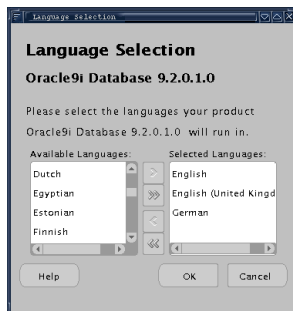 Language Selection
Language Selection
Oracle9i Database 9.2.0.1.0
Please select the languages your product
Oracle9i Database 9.2.0.1.0 will run in.
Available Languages:
Dutch
Egyptian
Estonian
Finnish
Selected Languages:
English
English (United Kingd
German
Help
OK
Cancel